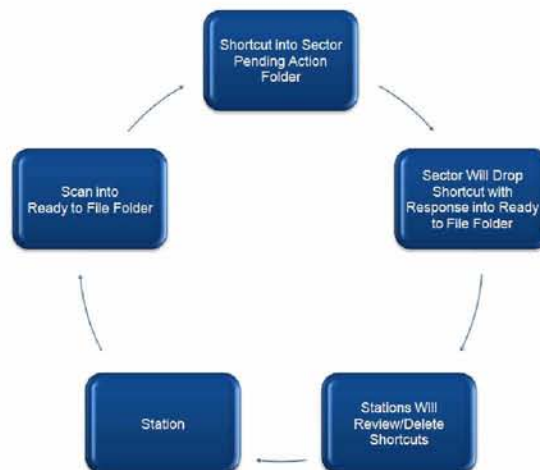 Shortcut into Sector
Pending Action
Folder
Sector Will Drop
Shortcut with
Response into Ready
to File Folder
Stations Will
Review/Delete
Shortcuts
Station
Scan into
Ready to File Folder